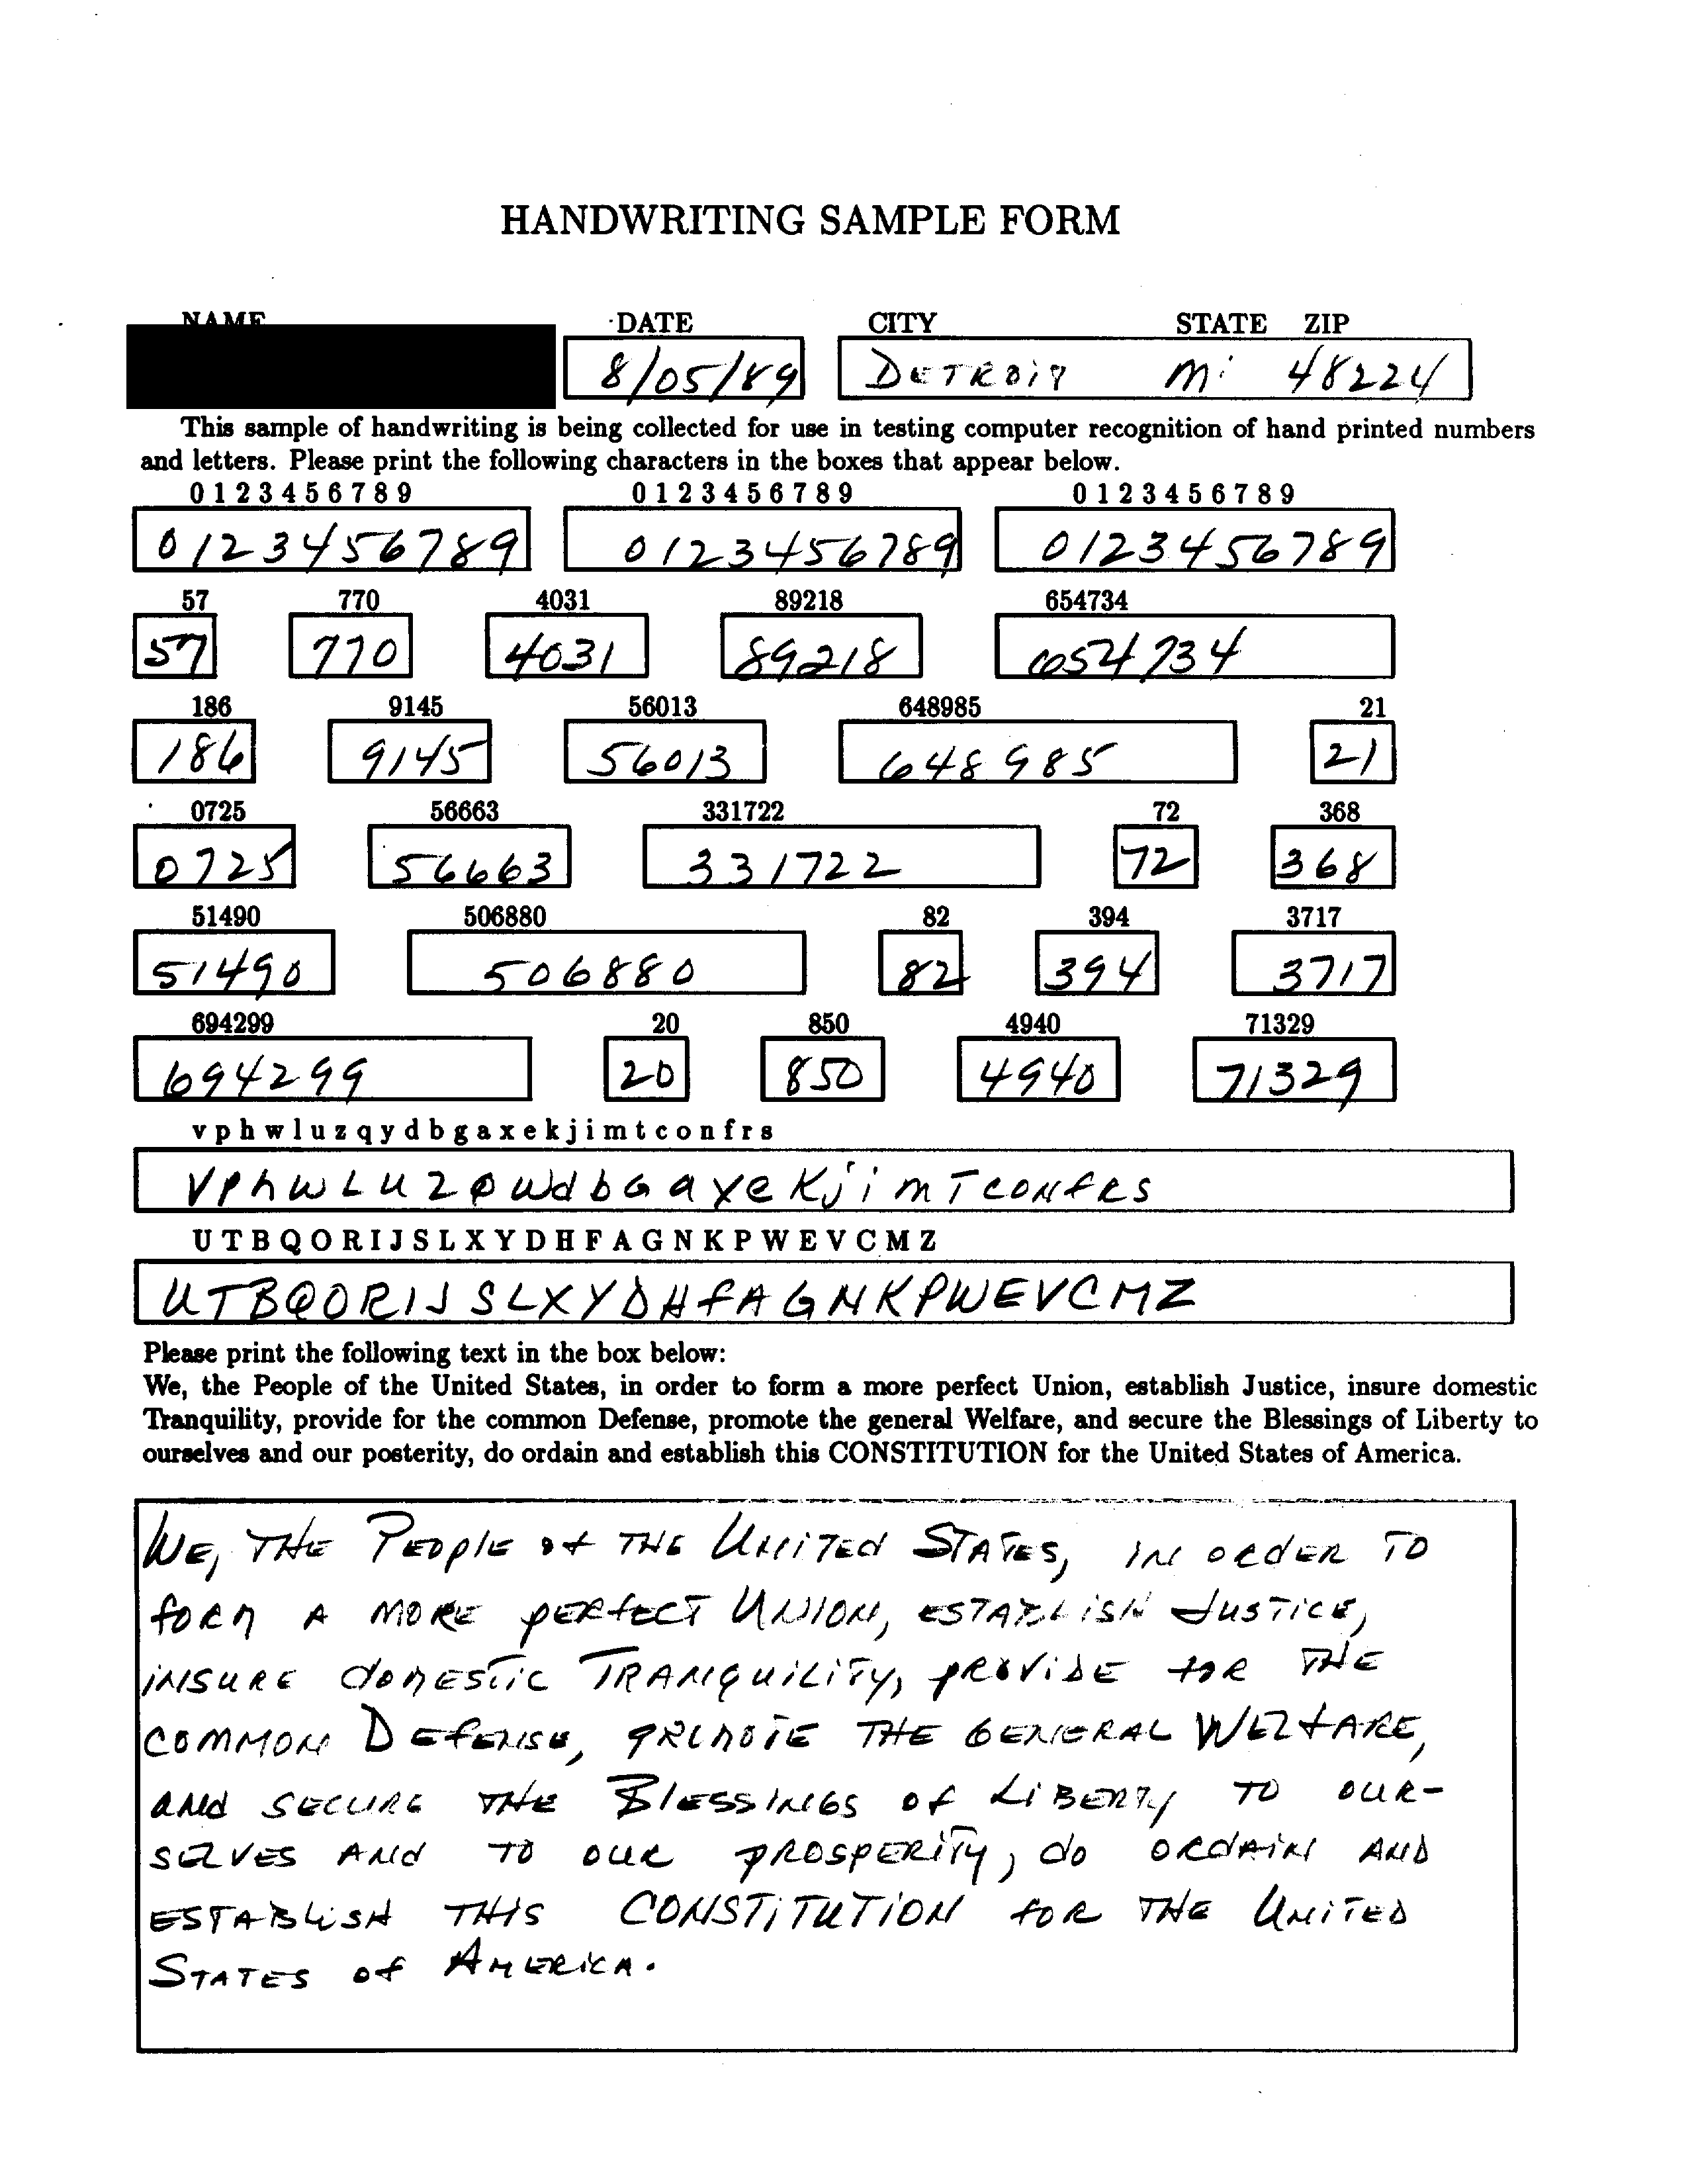 HANDWRITING SAMPLE FORM
NAME DATE CITY STATE ZIP
8/05/89 DETROIT Mi 48224
This sample of handwriting is being collected for use in testing computer recognition of hand printed numbers
and letters. Please print the following characters in the boxes that appear below.
0 1 2 3 4 5 6 7 8 9 0 1 2 3 4 5 6 7 8 9 0 1 2 3 4 5 6 7 8 9
0123456789 0123456789 0123456789
57 770 4031 89218 654734
57 770 4031 89218 654734
186 9145 56013 648985 21
186 9145 56013 648985 21
0725 56663 331722 72 368
0725 56663 331722 72 368
51490 506880 82 394 3717
51490 506880 82 394 3717
694299 20 850 4940 71329
694299 20 850 4940 71329
v p h w l u z q y d b g a x e k j i m t c o n f r s
VPhWLUZQWdbGaxeKjimTCONfRS
U T B Q O R I J S L X Y D H F A G N K P W E V C M Z
UTBQORIJSLXYDHfAGNKPWEVCMZ
Please print the following text in the box below:
We, the People of the United States, in order to form a more perfect Union, establish Justice, insure domestic
Tranquility, provide for the common Defense, promote the general Welfare, and secure the Blessings of Liberty to
ourselves and our posterity, do ordain and establish this CONSTITUTION for the United States of America.
WE, THE PEOPlE Of THE UNiTEd STATES, IN ORdER TO
fORM A MORE pERfECT UNION, ESTABLiSH JUSTICE,
iNSURE dOMESTiC TRANQUiLiTY, PROViDE fOR THE
COMMON DEfENSE, PROMOTE THE GENERAL WELfARE,
ANd SECURE THE BlESSINGS Of LiBERTY TO OUR-
SELVES ANd TO OUR PROSPERiTY, dO ORdAiN AND
ESTABLiSH THiS CONSTiTUTiON fOR THE UNiTED
STATES Of AMERiCA.